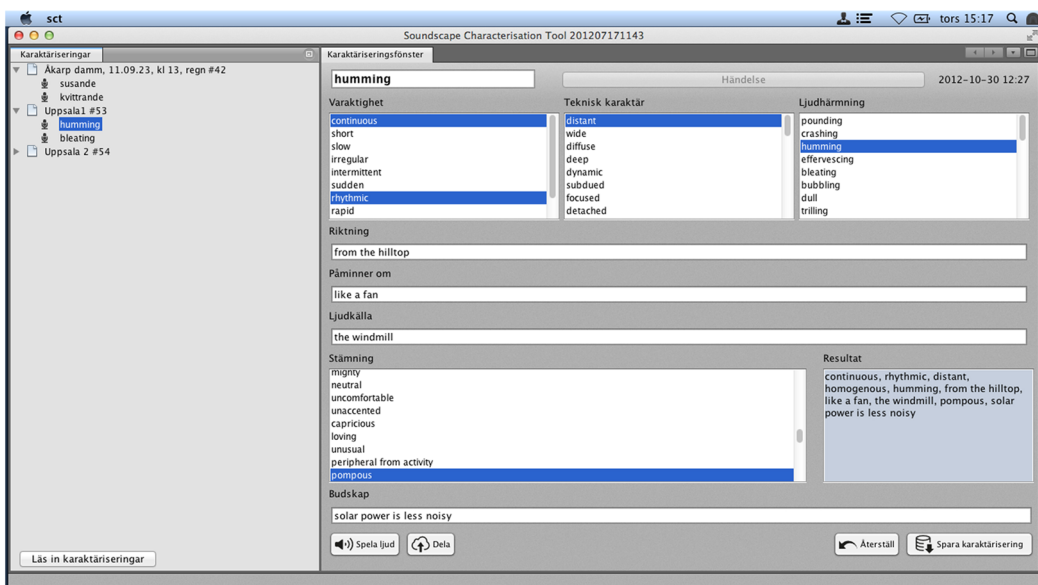 sct
tors 15:17
Soundscape Characterisation Tool 201207171143
Karaktäriseringar
Åkarp damm, 11.09.23, kl 13, regn #42
susande
kvittrande
Uppsala1 #53
humming
bleating
Uppsala 2 #54
Läs in karaktäriseringar
Karaktäriseringsfönster
humming
Händelse
2012-10-30 12:27
Varaktighet
continuous
short
slow
irregular
intermittent
sudden
rhythmic
rapid
Teknisk karaktär
distant
wide
diffuse
deep
dynamic
subdued
focused
detached
Ljudhärmning
pounding
crashing
humming
effervescing
bleating
bubbling
dull
trilling
Riktning
from the hilltop
Påminner om
like a fan
Ljudkälla
the windmill
Stämning
mighty
neutral
uncomfortable
unaccented
capricious
loving
unusual
peripheral from activity
pompous
Resultat
continuous, rhythmic, distant,
homogenous, humming, from the hilltop,
like a fan, the windmill, pompous, solar
power is less noisy
Budskap
solar power is less noisy
Spela ljud
Dela
Återställ
Spara karaktärisering